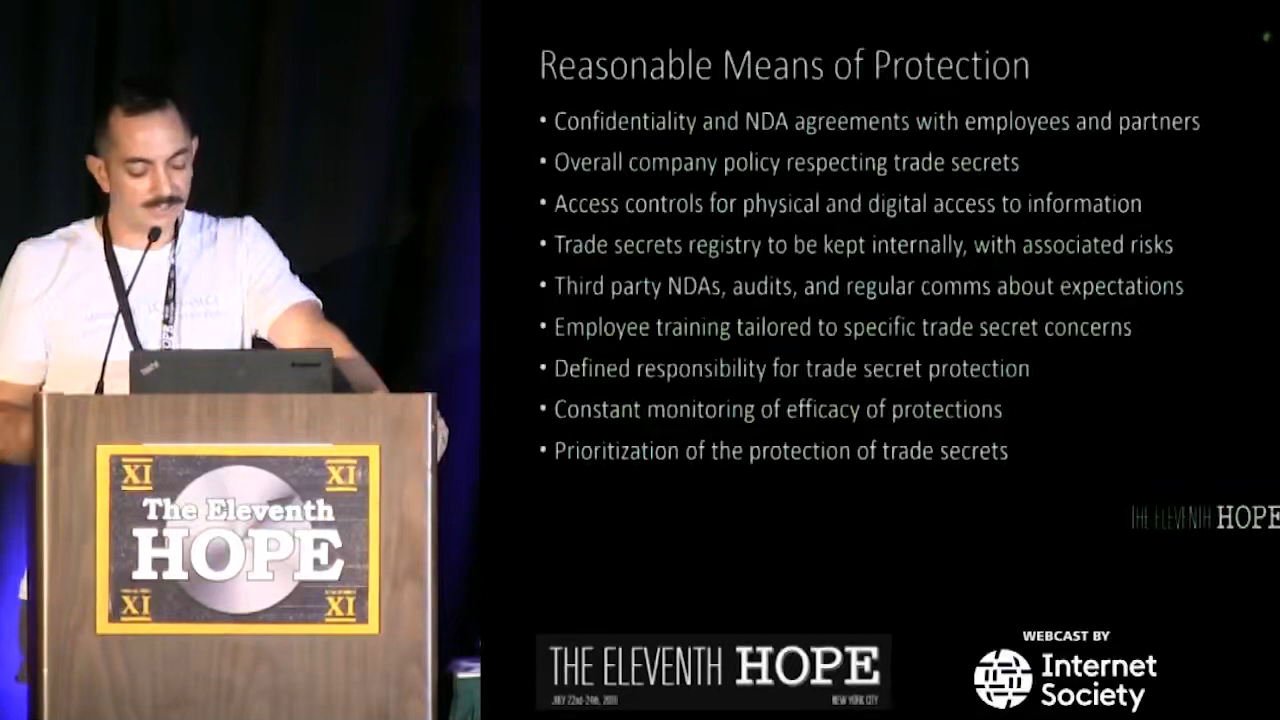 Reasonable Means of Protection
• Confidentiality and NDA agreements with employees and partners
• Overall company policy respecting trade secrets
• Access controls for physical and digital access to information
• Trade secrets registry to be kept internally, with associated risks
• Third party NDAs, audits, and regular comms about expectations
• Employee training tailored to specific trade secret concerns
• Defined responsibility for trade secret protection
• Constant monitoring of efficacy of protections
• Prioritization of the protection of trade secrets
XI XI
The Eleventh
HOPE
XI XI
THE ELEVENTH HOPE
THE ELEVENTH HOPE
NEW YORK CITY
WEBCAST BY
Internet
Society